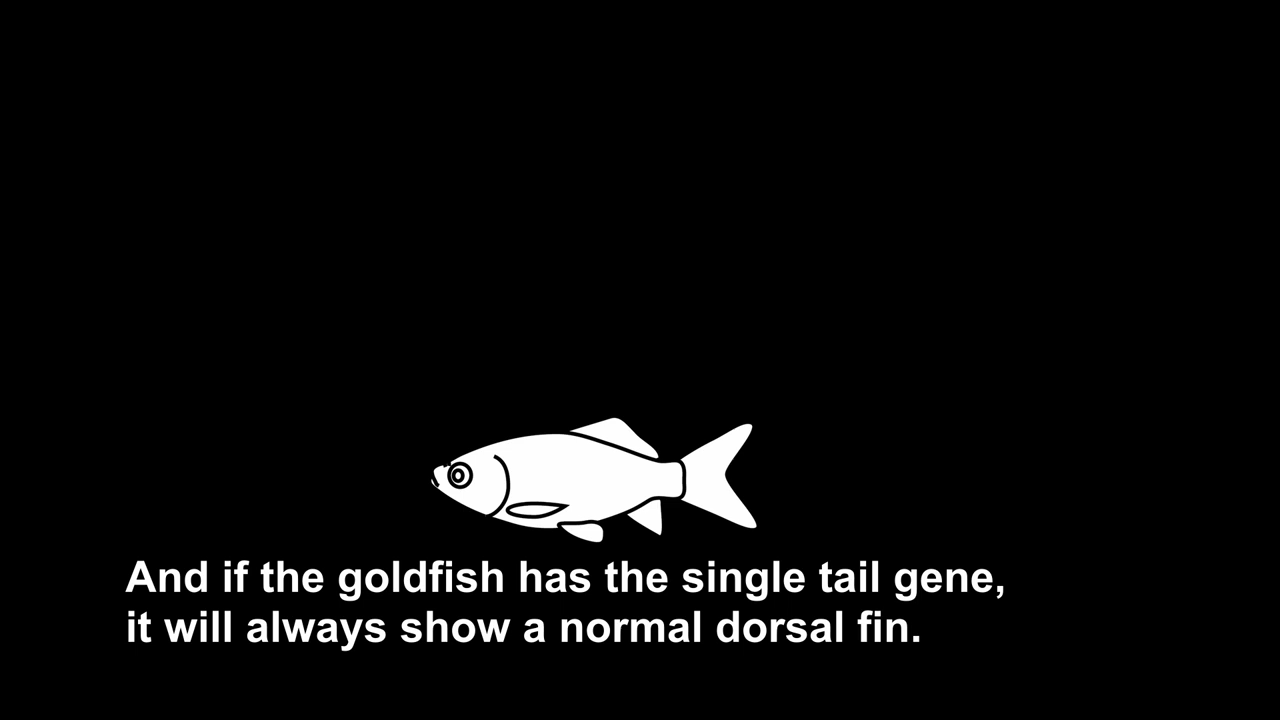 And if the goldfish has the single tail gene,
it will always show a normal dorsal fin.